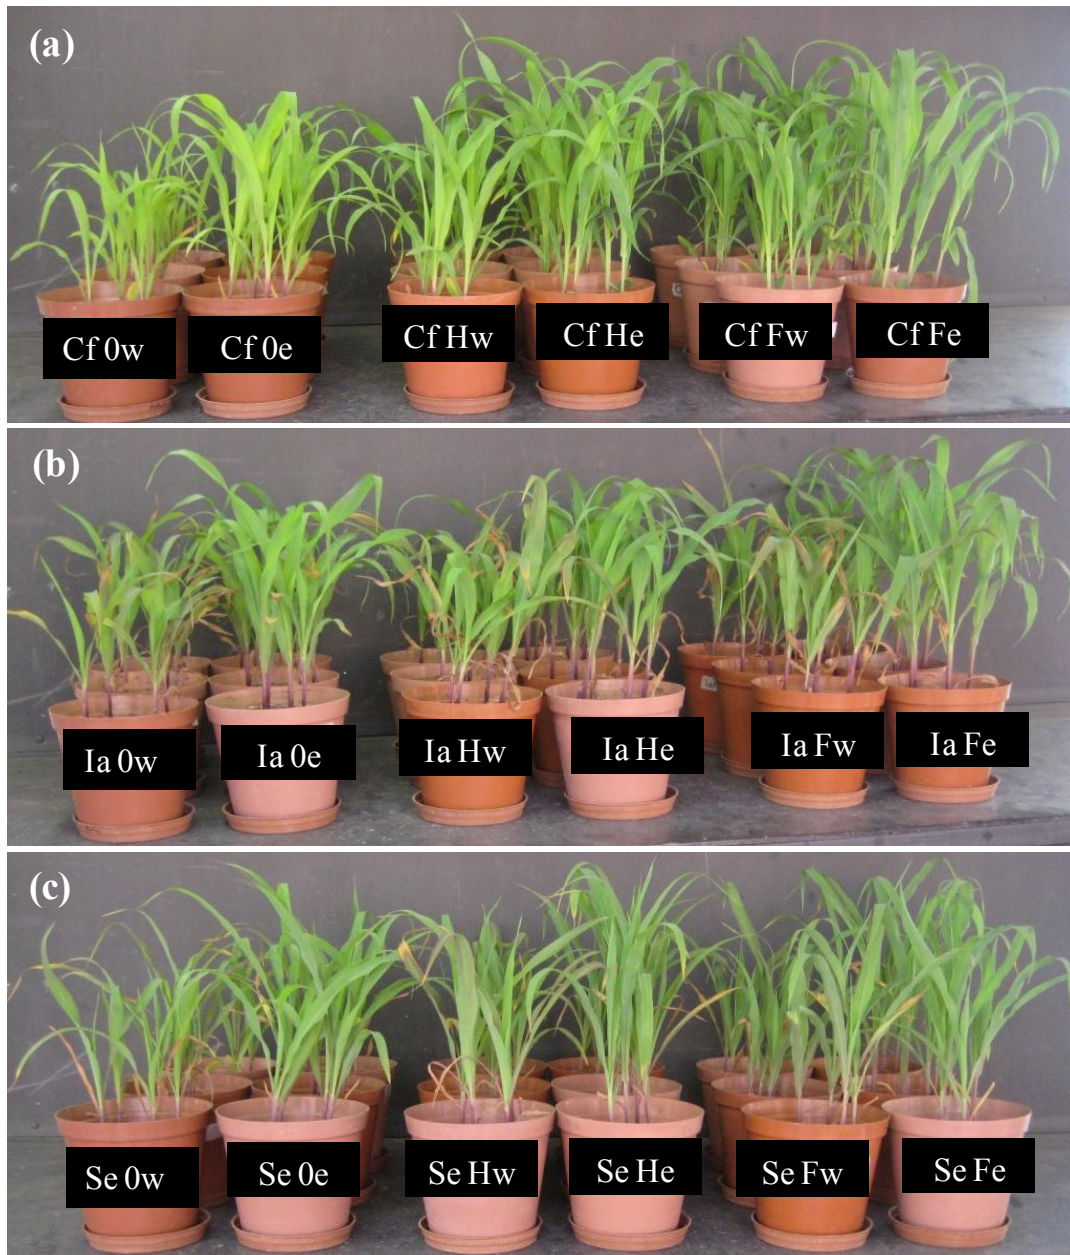 (a)
Cf 0w
Cf 0e
Cf Hw
Cf He
Cf Fw
Cf Fe
(b)
Ia 0w
Ia 0e
Ia Hw
Ia He
Ia Fw
Ia Fe
(c)
Se 0w
Se 0e
Se Hw
Se He
Se Fw
Se Fe